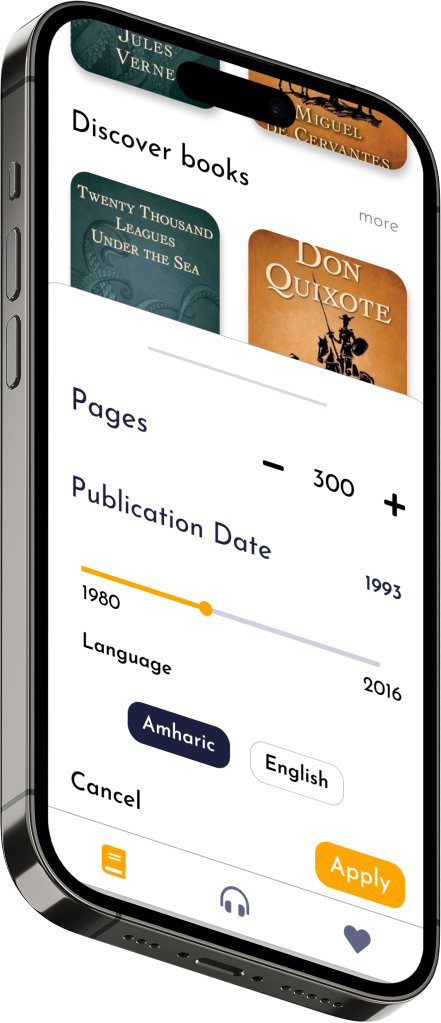 JULES
VERNE
MIGUEL
DE CERVANTES
Discover books
more
TWENTY THOUSAND
LEAGUES
UNDER THE SEA
DON
QUIXOTE
Pages
300
Publication Date
1993
1980
2016
Language
Amharic
English
Cancel
Apply